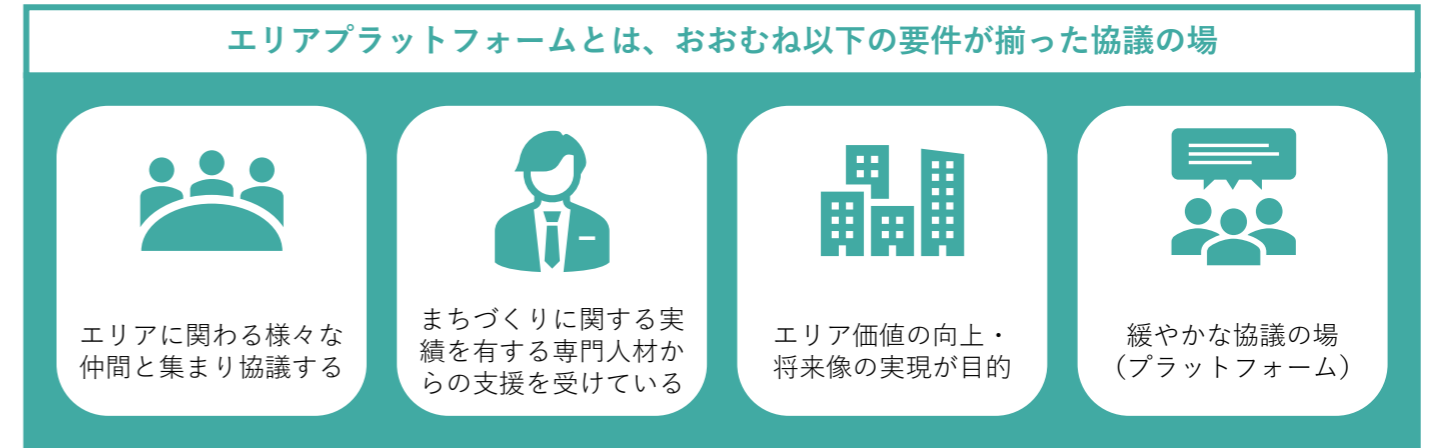 エリアプラットフォームとは、おおむね以下の要件が揃った協議の場
エリアに関わる様々な
仲間と集まり協議する
まちづくりに関する実
績を有する専門人材か
らの支援を受けている
エリア価値の向上・
将来像の実現が目的
緩やかな協議の場
（プラットフォーム）